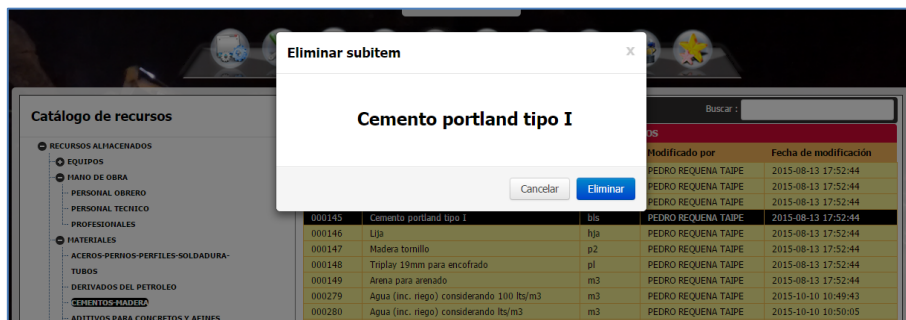 Eliminar subitem x
Cemento portland tipo I
Cancelar Eliminar
Catálogo de recursos
RECURSOS ALMACENADOS
EQUIPOS
MANO DE OBRA
PERSONAL OBRERO
PERSONAL TECNICO
PROFESIONALES
MATERIALES
ACEROS-PERNOS-PERFILES-SOLDADURA-
TUBOS
DERIVADOS DEL PETROLEO
CEMENTOS-MADERA
ADITIVOS PARA CONCRETOS Y AFINES
Buscar :
OS
Modificado por Fecha de modificación
PEDRO REQUENA TAIPE 2015-08-13 17:52:44
PEDRO REQUENA TAIPE 2015-08-13 17:52:44
PEDRO REQUENA TAIPE 2015-08-13 17:52:44
000145 Cemento portland tipo I bls PEDRO REQUENA TAIPE 2015-08-13 17:52:44
000146 Lija hja PEDRO REQUENA TAIPE 2015-08-13 17:52:44
000147 Madera tornillo p2 PEDRO REQUENA TAIPE 2015-08-13 17:52:44
000148 Triplay 19mm para encofrado pl PEDRO REQUENA TAIPE 2015-08-13 17:52:44
000149 Arena para arenado m3 PEDRO REQUENA TAIPE 2015-08-13 17:52:44
000279 Agua (inc. riego) considerando 100 lts/m3 m3 PEDRO REQUENA TAIPE 2015-10-10 10:49:43
000280 Agua (inc. riego) considerando lts/m3 m3 PEDRO REQUENA TAIPE 2015-10-10 10:50:05